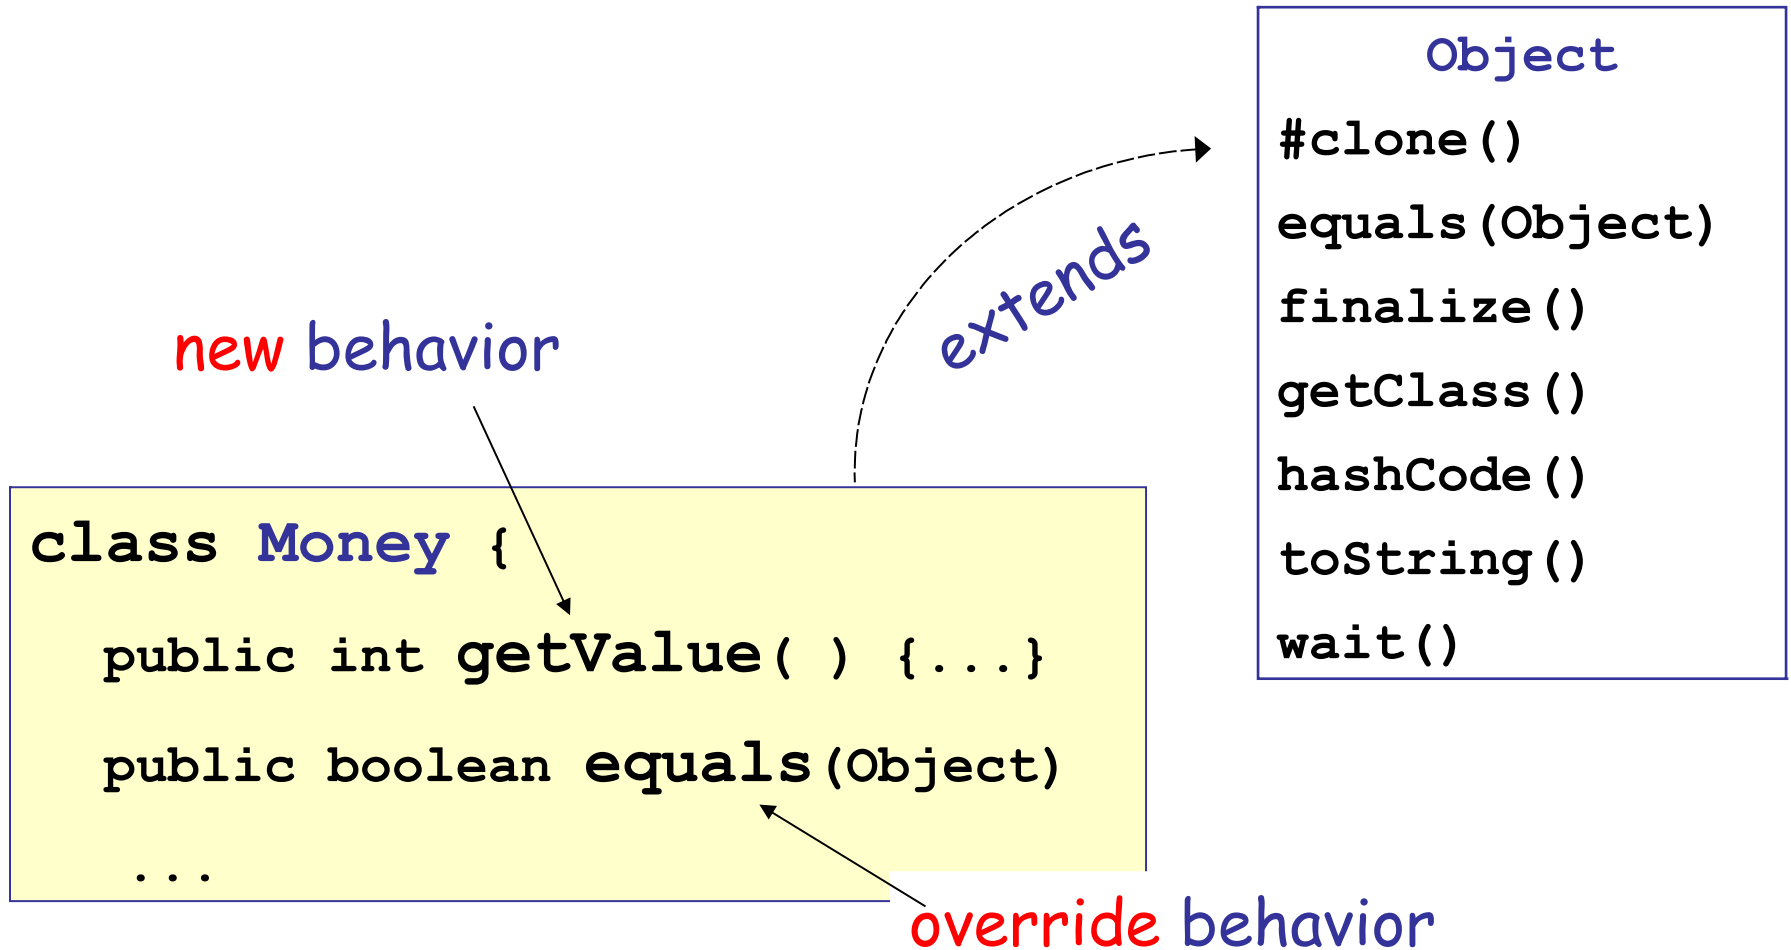 Object
#clone()
equals(Object)
finalize()
getClass()
hashCode()
toString()
wait()
extends
new behavior
class Money {
public int getValue( ) {...}
public boolean equals(Object)
...
override behavior